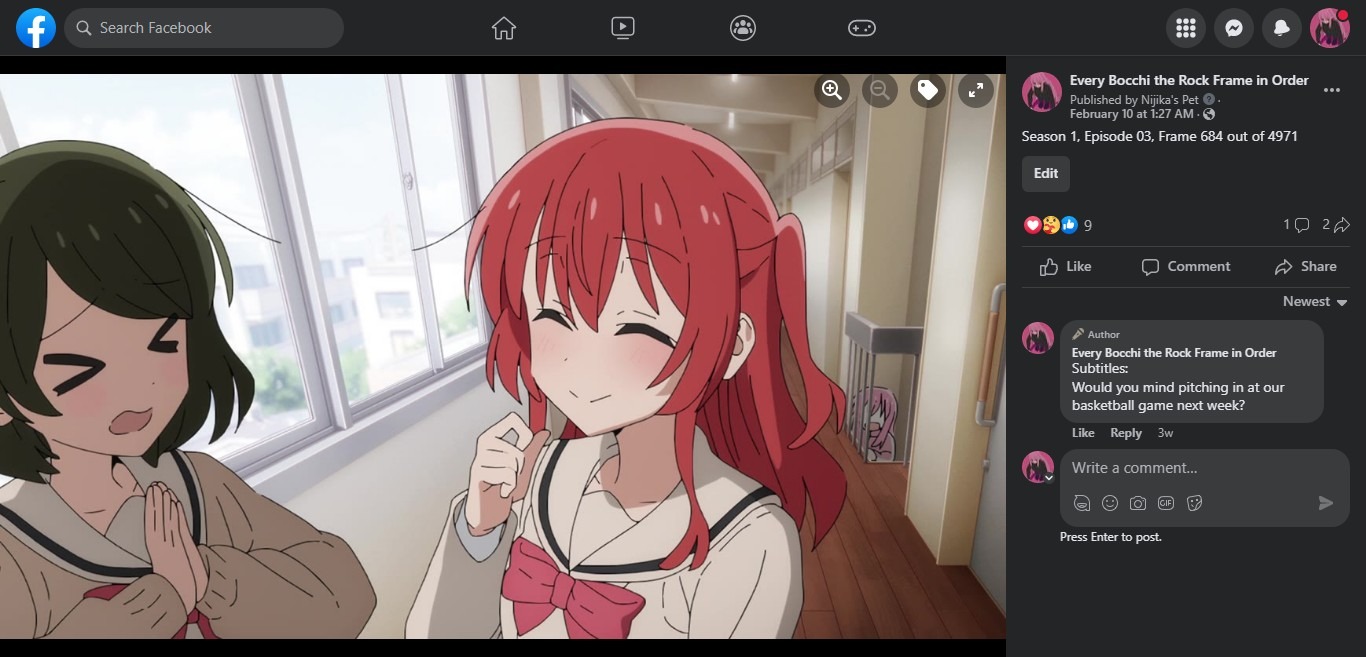 Search Facebook
Every Bocchi the Rock Frame in Order
Published by Nijika's Pet ·
February 10 at 1:27 AM ·
Season 1, Episode 03, Frame 684 out of 4971
Edit
9
1
2
Like
Comment
Share
Newest
Author
Every Bocchi the Rock Frame in Order
Subtitles:
Would you mind pitching in at our
basketball game next week?
Like Reply 3w
Write a comment...
GIF
Press Enter to post.